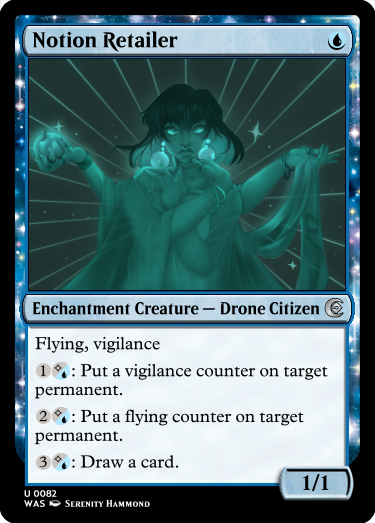 Notion Retailer
Enchantment Creature — Drone Citizen
Flying, vigilance
1: Put a vigilance counter on target
permanent.
2: Put a flying counter on target
permanent.
3: Draw a card.
1/1
U 0082
WAS Serenity Hammond